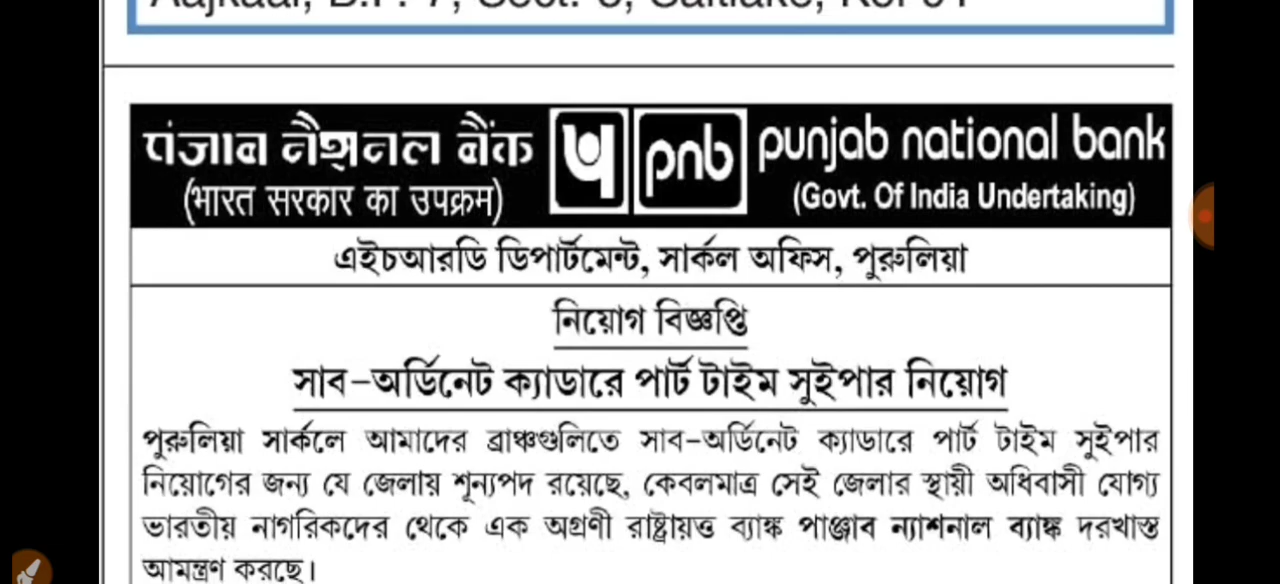 पंजाब नैशनल बैंक प pnb punjab national bank
(भारत सरकार का उपक्रम) (Govt. Of India Undertaking)
এইচআরডি ডিপার্টমেন্ট, সার্কল অফিস, পুরুলিয়া
নিয়োগ বিজ্ঞপ্তি
সাব-অর্ডিনেট ক্যাডারে পার্ট টাইম সুইপার নিয়োগ
পুরুলিয়া সার্কলে আমাদের ব্রাঞ্চগুলিতে সাব-অর্ডিনেট ক্যাডারে পার্ট টাইম সুইপার
নিয়োগের জন্য যে জেলায় শূন্যপদ রয়েছে, কেবলমাত্র সেই জেলার স্থায়ী অধিবাসী যোগ্য
ভারতীয় নাগরিকদের থেকে এক অগ্রণী রাষ্ট্রায়ত্ত ব্যাঙ্ক পাঞ্জাব ন্যাশনাল ব্যাঙ্ক দরখাস্ত
আমন্ত্রণ করছে।